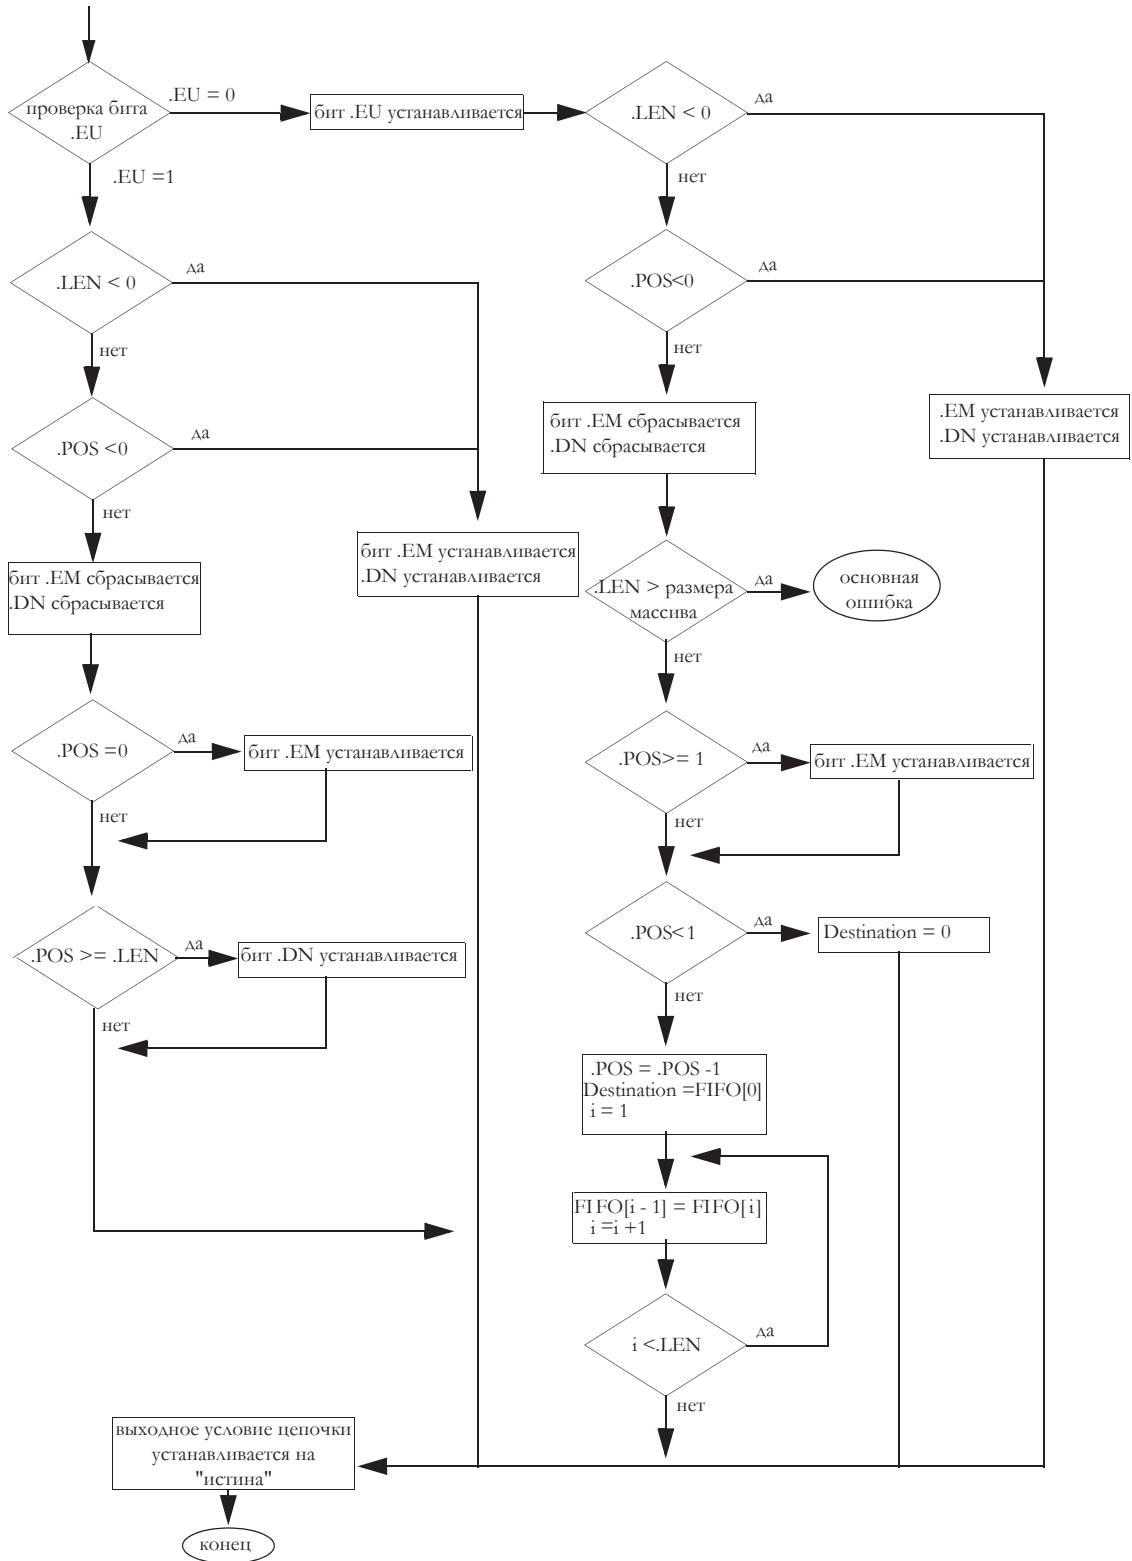 проверка бита
.EU
.EU = 0
бит .EU устанавливается
.LEN < 0
да
нет
.EU =1
.LEN < 0
да
нет
.POS<0
да
нет
.POS <0
да
нет
бит .EM сбрасывается
.DN сбрасывается
.EM устанавливается
.DN устанавливается
бит .EM устанавливается
.DN устанавливается
бит .EM сбрасывается
.DN сбрасывается
.LEN > размера
массива
да
основная
ошибка
нет
.POS =0
да
бит .EM устанавливается
нет
.POS>= 1
да
бит .EM устанавливается
нет
.POS >= .LEN
да
бит .DN устанавливается
нет
.POS<1
да
Destination = 0
нет
.POS = .POS -1
Destination =FIFO[0]
i = 1
FIFO[i - 1] = FIFO[i]
i =i +1
i <.LEN
да
нет
выходное условие цепочки
устанавливается на
"истина"
конец